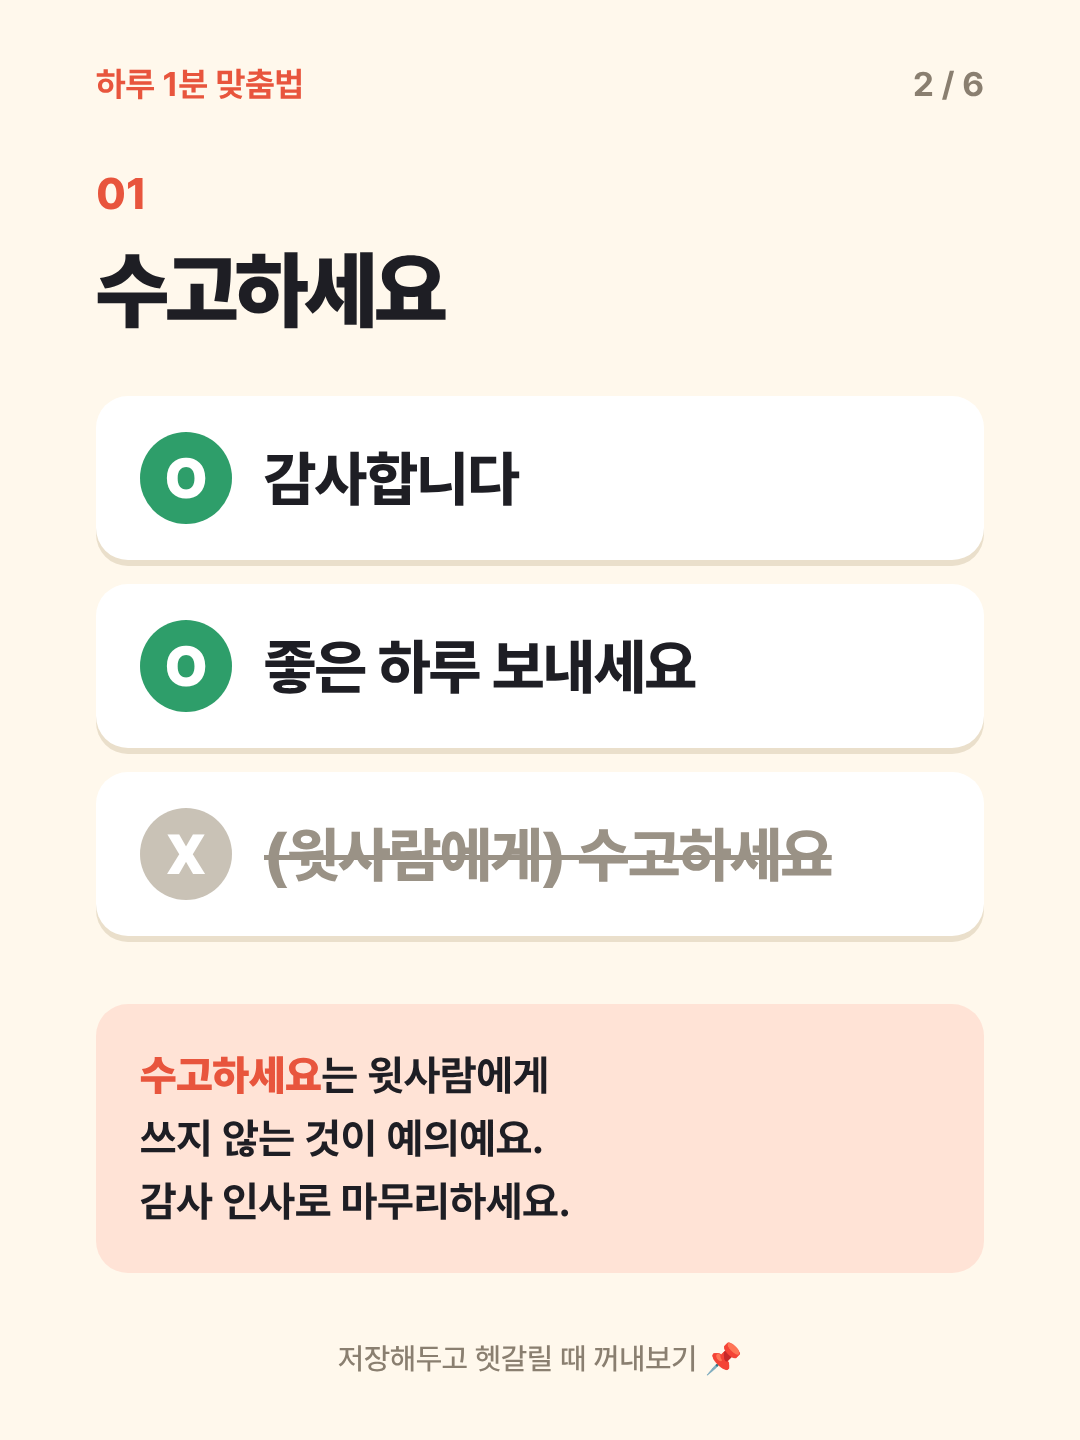 하루 1분 맞춤법
2 / 6
01
수고하세요
O 감사합니다
O 좋은 하루 보내세요
X (윗사람에게) 수고하세요
수고하세요는 윗사람에게
쓰지 않는 것이 예의예요.
감사 인사로 마무리하세요.
저장해두고 헷갈릴 때 꺼내보기 📌